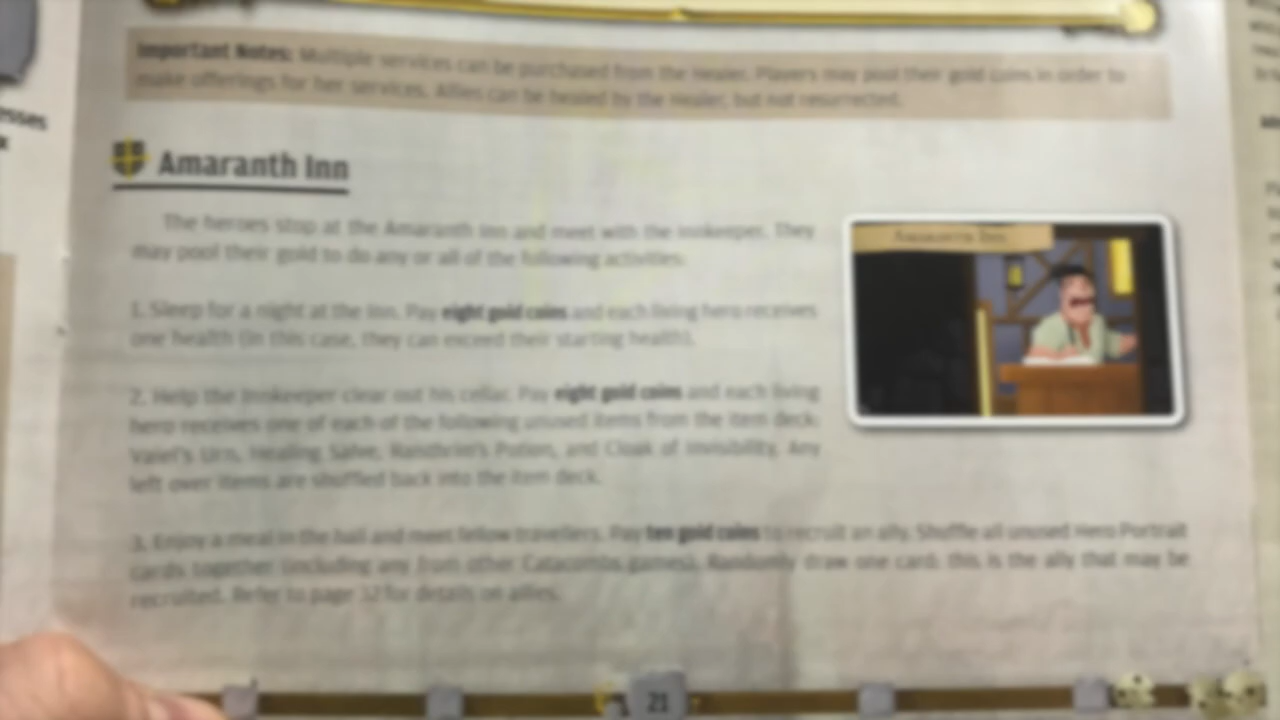 esses
Important Notes: Multiple services can be purchased from the Healer. Players may pool their gold coins in order to
make offerings for her services. Allies can be healed by the Healer, but not resurrected.
Amaranth Inn
The heroes stop at the Amaranth Inn and meet with the Innkeeper. They
may pool their gold to do any or all of the following activities:
Amaranth Inn
1. Sleep for a night at the Inn. Pay eight gold coins and each living hero receives
one health (in this case, they can exceed their starting health).
2. Help the Innkeeper clear out his cellar. Pay eight gold coins and each living
hero receives one of each of the following unused items from the item deck:
Urn, Healing Salve, Potion, and Cloak of Invisibility. Any
left over items are shuffled back into the item deck.
3. Enjoy a meal in the hall and meet fellow travellers. Pay ten gold coins to recruit an ally. Shuffle all unused Hero Portrait
cards together (including any from other Catacombs games). Randomly draw one card: this is the ally that may be
recruited. Refer to page for details on allies.
21